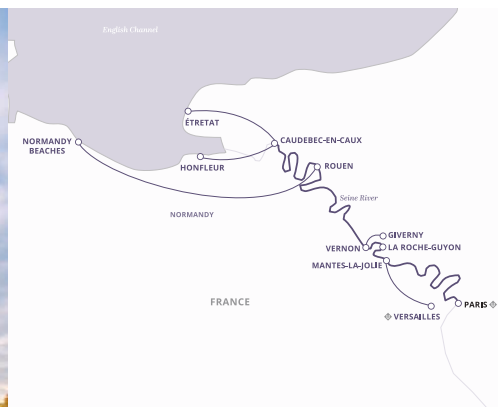 English Channel
ÉTRETAT
CAUDEBEC-EN-CAUX
NORMANDY
BEACHES
HONFLEUR
ROUEN
Seine River
NORMANDY
GIVERNY
VERNON
LA ROCHE-GUYON
MANTES-LA-JOLIE
FRANCE
PARIS
VERSAILLES